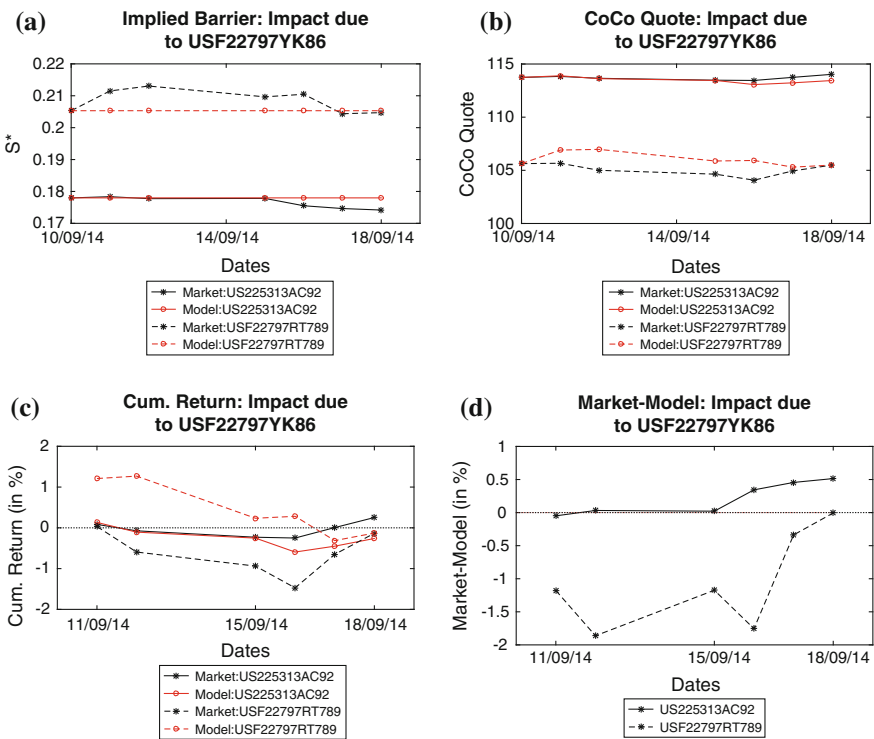 (a)
Implied Barrier: Impact due
to USF22797YK86
0.22
0.21
0.2
0.19
0.18
0.17
S*
10/09/14
14/09/14
18/09/14
Dates
Market:US225313AC92
Model:US225313AC92
Market:USF22797RT789
Model:USF22797RT789
(b)
CoCo Quote: Impact due
to USF22797YK86
115
110
105
100
CoCo Quote
10/09/14
14/09/14
18/09/14
Dates
Market:US225313AC92
Model:US225313AC92
Market:USF22797RT789
Model:USF22797RT789
(c)
Cum. Return: Impact due
to USF22797YK86
2
1
0
-1
-2
Cum. Return (in %)
11/09/14
15/09/14
18/09/14
Dates
Market:US225313AC92
Model:US225313AC92
Market:USF22797RT789
Model:USF22797RT789
(d)
Market-Model: Impact due
to USF22797YK86
1
0.5
0
-0.5
-1
-1.5
-2
Market-Model (in %)
11/09/14
15/09/14
18/09/14
Dates
US225313AC92
USF22797RT789